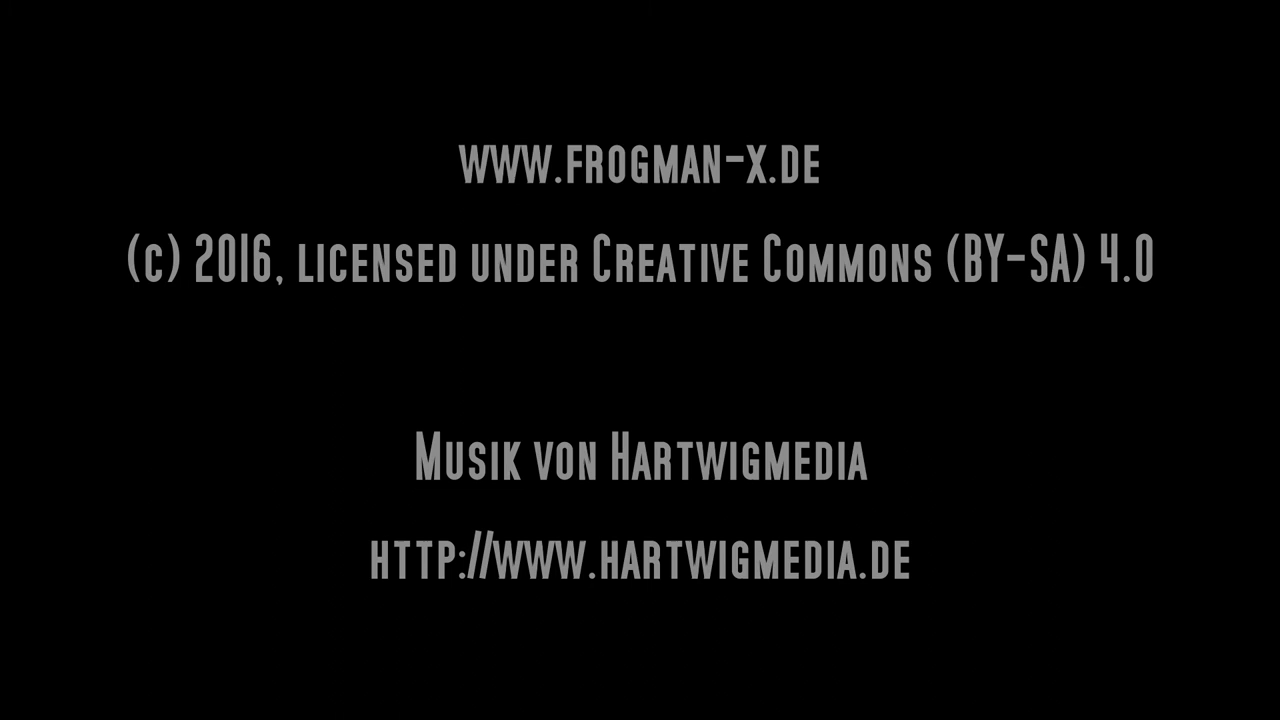 www.frogman-x.de
(c) 2016, licensed under Creative Commons (BY-SA) 4.0
Musik von Hartwigmedia
http://www.hartwigmedia.de